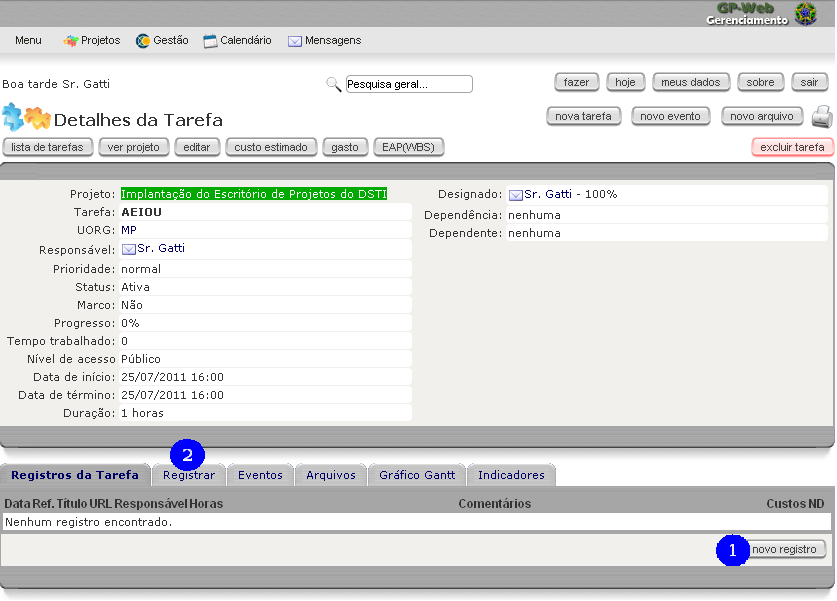 GP-Web
Gerenciamento
Menu Projetos Gestão Calendário Mensagens
Boa tarde Sr. Gatti Pesquisa geral... fazer hoje meus dados sobre sair
Detalhes da Tarefa nova tarefa novo evento novo arquivo
lista de tarefas ver projeto editar custo estimado gasto EAP(WBS) excluir tarefa
Projeto: Implantação do Escritório de Projetos do DSTI
Tarefa: AEIOU
UORG: MP
Responsável: Sr. Gatti
Prioridade: normal
Status: Ativa
Marco: Não
Progresso: 0%
Tempo trabalhado: 0
Nível de acesso Público
Data de início: 25/07/2011 16:00
Data de término: 25/07/2011 16:00
Duração: 1 horas
Designado: Sr. Gatti - 100%
Dependência: nenhuma
Dependente: nenhuma
2
Registros da Tarefa Registrar Eventos Arquivos Gráfico Gantt Indicadores
Data Ref. Título URL Responsável Horas Comentários Custos ND
Nenhum registro encontrado.
1 novo registro